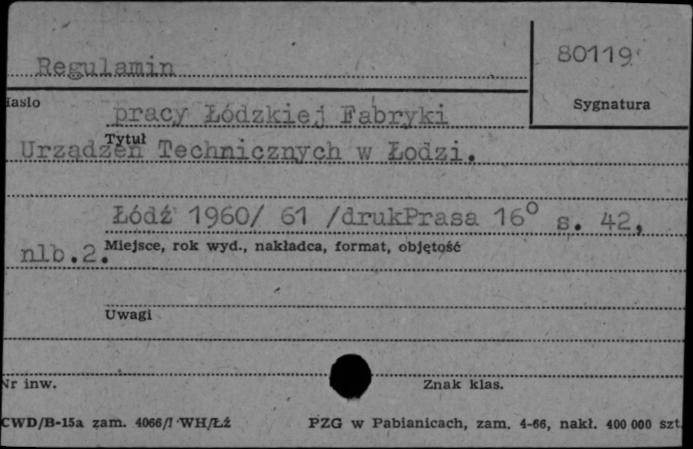 80119
Regulamin
Hasło
Sygnatura
pracy Łódzkiej Fabryki
Tytuł
Urządzeń Technicznych w Łodzi.
Łódź 1960/ 61 /drukPrasa 16° s. 42,
nlb.2.
Miejsce, rok wyd., nakładca, format, objętość
Uwagi
Nr inw.
Znak klas.
CWD/B-15a zam. 4066/I WH/Łź
PZG w Pabianicach, zam. 4-66, nakł. 400 000 szt.